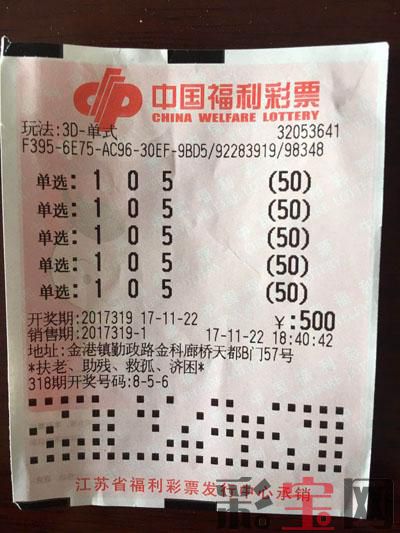 中国福利彩票
CHINA WELFARE LOTTERY
玩法:3D-单式 32053641
F395-6E75-AC96-30EF-9BD5/92283919/98348
单选: 1 0 5 (50)
单选: 1 0 5 (50)
单选: 1 0 5 (50)
单选: 1 0 5 (50)
单选: 1 0 5 (50)
开奖期:2017319 17-11-22 ¥:500
销售期:2017319-1 17-11-22 18:40:42
地址:金港镇勤政路金科廊桥天都B门57号
*扶老、助残、救孤、济困*
318期开奖号码:8-5-6
江苏省福利彩票发行中心承销
彩宝网